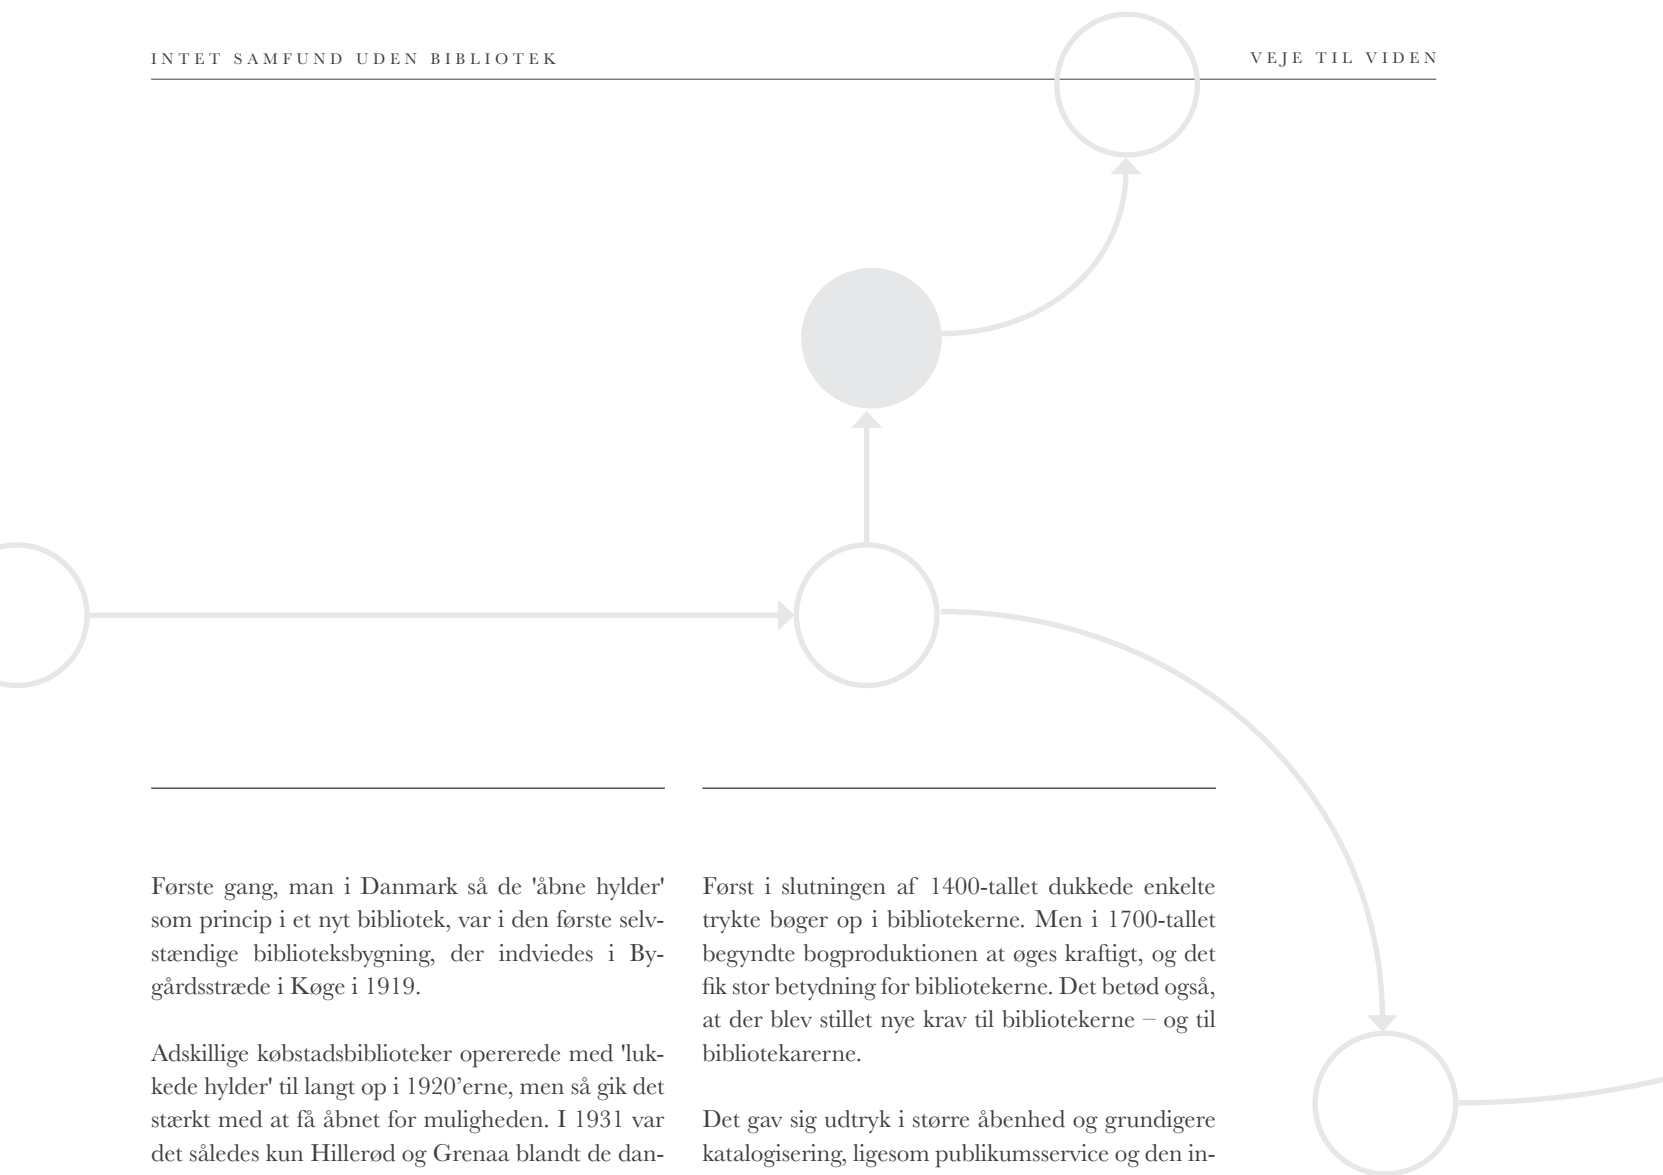 INTET SAMFUND UDEN BIBLIOTEK
VEJE TIL VIDEN
Første gang, man i Danmark så de 'åbne hylder'
som princip i et nyt bibliotek, var i den første selv-
stændige biblioteksbygning, der indviedes i By-
gårdsstræde i Køge i 1919.
Adskillige købstadsbiblioteker opererede med 'luk-
kede hylder' til langt op i 1920’erne, men så gik det
stærkt med at få åbnet for muligheden. I 1931 var
det således kun Hillerød og Grenaa blandt de dan-
Først i slutningen af 1400-tallet dukkede enkelte
trykte bøger op i bibliotekerne. Men i 1700-tallet
begyndte bogproduktionen at øges kraftigt, og det
fik stor betydning for bibliotekerne. Det betød også,
at der blev stillet nye krav til bibliotekerne – og til
bibliotekarerne.
Det gav sig udtryk i større åbenhed og grundigere
katalogisering, ligesom publikumsservice og den in-